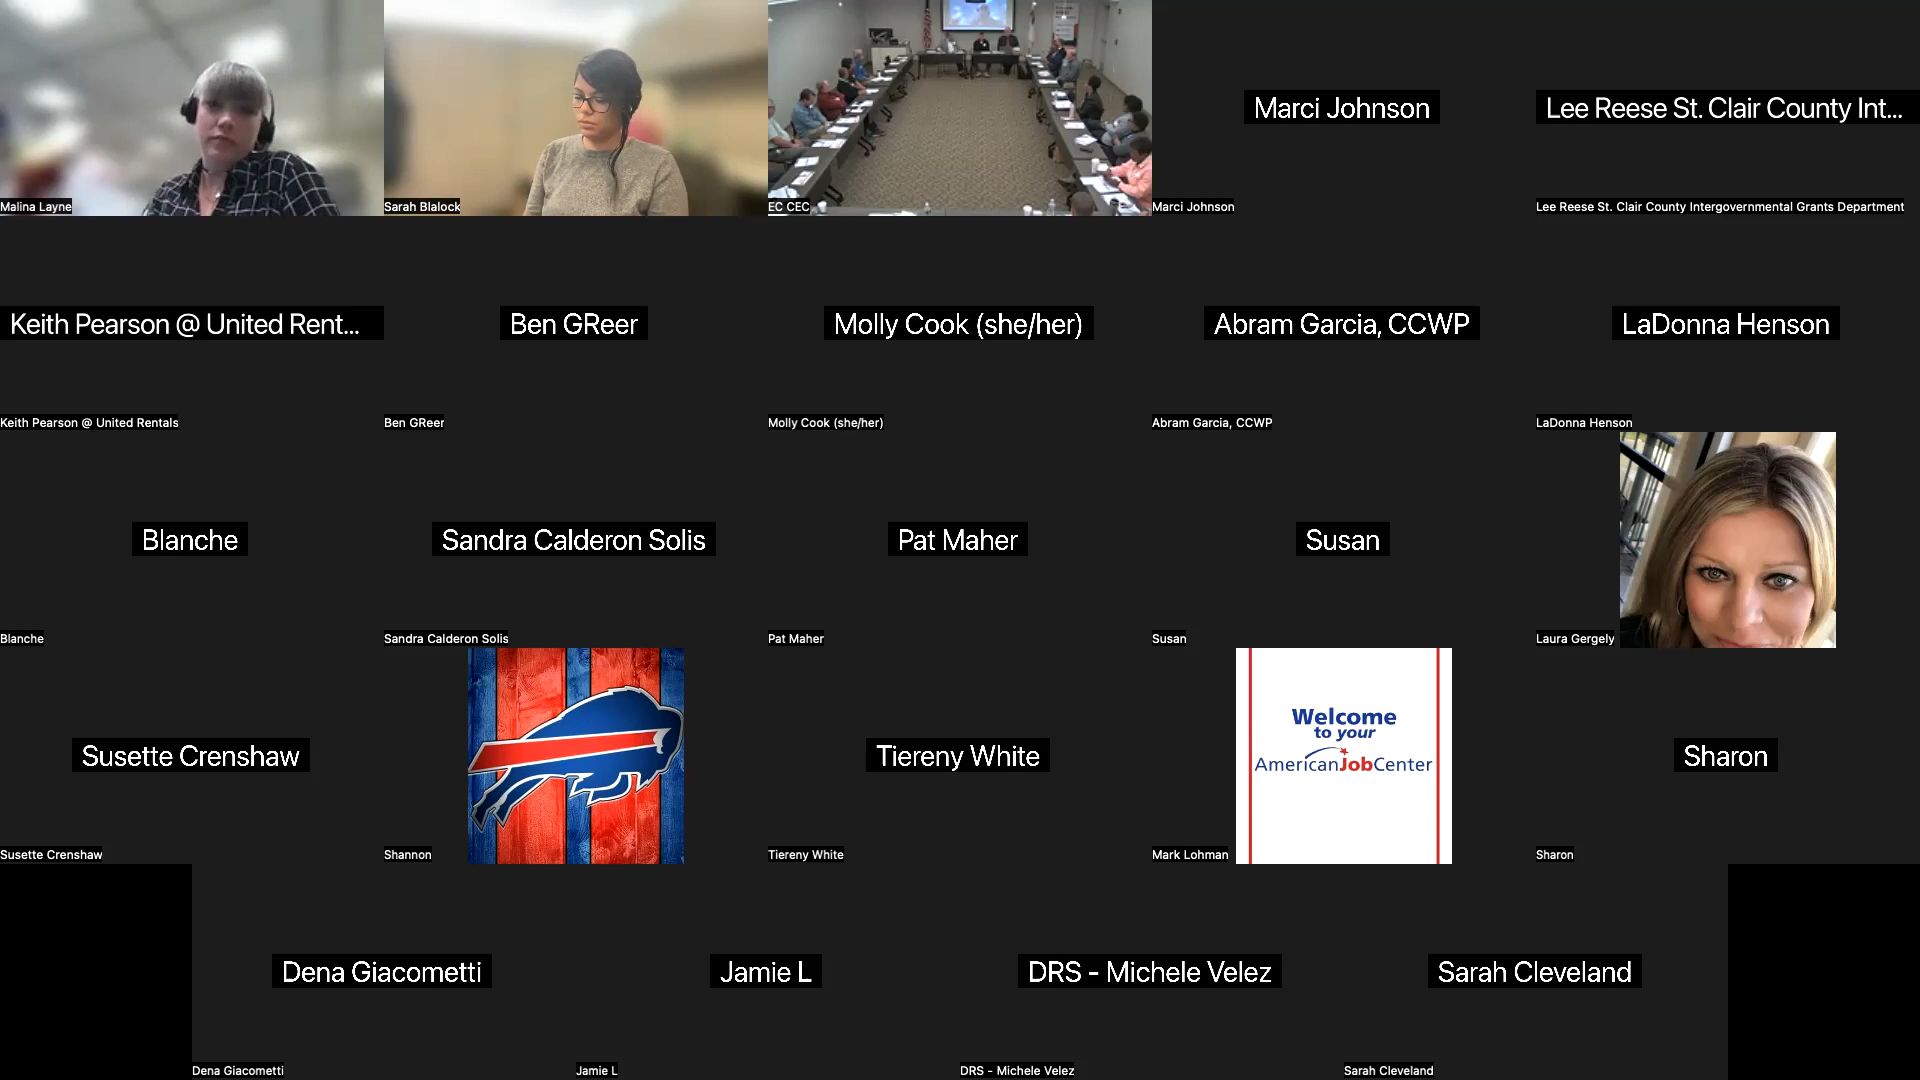 Malina Layne
Sarah Blalock
EC CEC
Marci Johnson
Marci Johnson
Lee Reese St. Clair County Int...
Lee Reese St. Clair County Intergovernmental Grants Department
Keith Pearson @ United Rent...
Keith Pearson @ United Rentals
Ben GReer
Ben GReer
Molly Cook (she/her)
Molly Cook (she/her)
Abram Garcia, CCWP
Abram Garcia, CCWP
LaDonna Henson
LaDonna Henson
Blanche
Blanche
Sandra Calderon Solis
Sandra Calderon Solis
Pat Maher
Pat Maher
Susan
Susan
Laura Gergely
Susette Crenshaw
Susette Crenshaw
Shannon
Tiereny White
Tiereny White
Welcome
to your
AmericanJobCenter
Mark Lohman
Sharon
Sharon
Dena Giacometti
Dena Giacometti
Jamie L
Jamie L
DRS - Michele Velez
DRS - Michele Velez
Sarah Cleveland
Sarah Cleveland